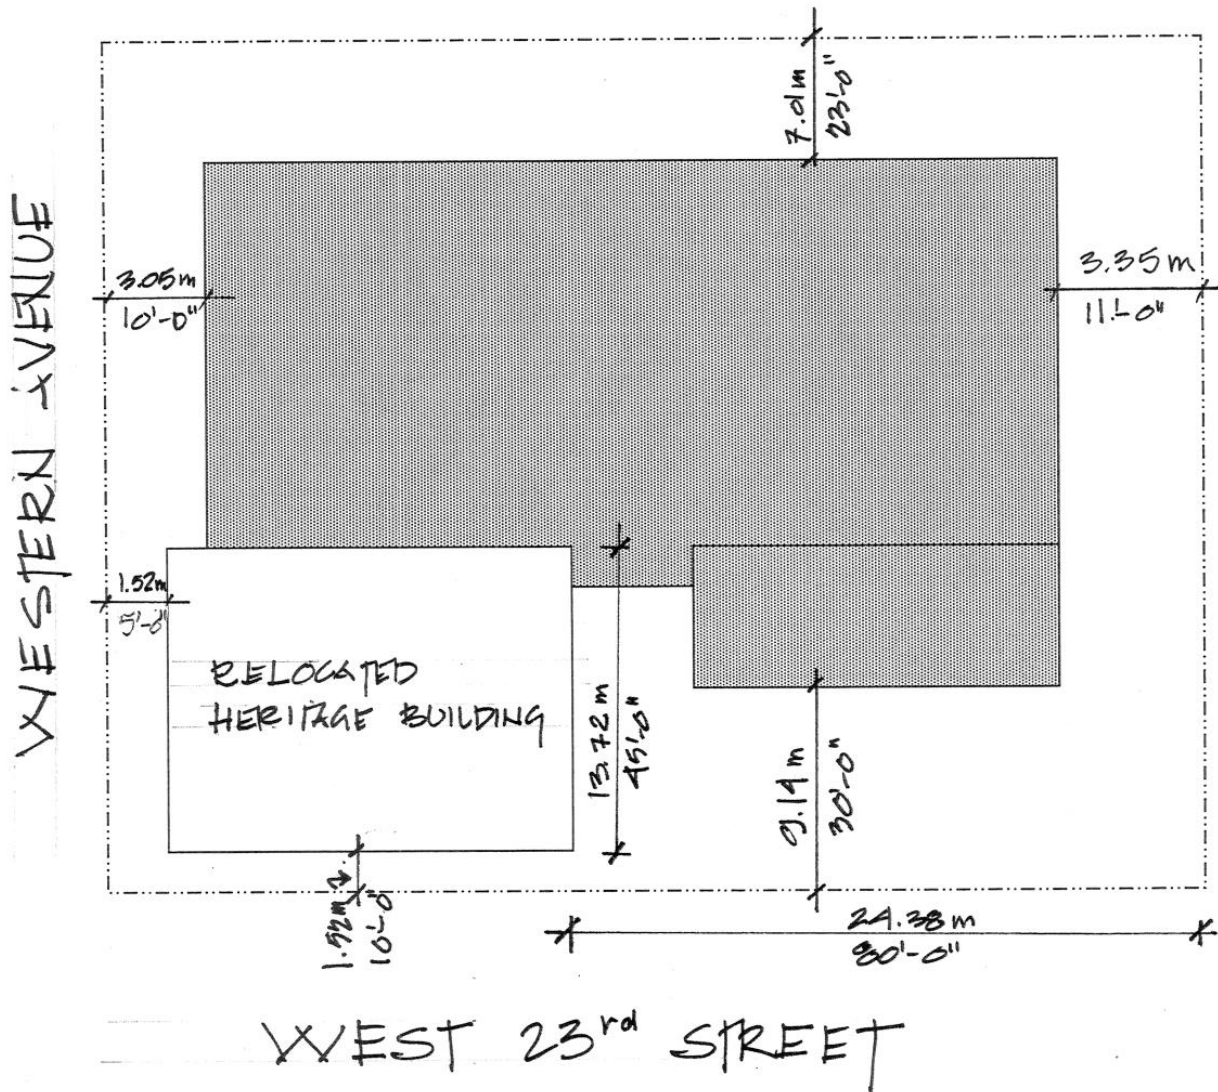 7.01m
23'-0"
3.05m
10'-0"
3.35m
11'-0"
WESTERN AVENUE
1.52m
5'-0"
RELOCATED
HERITAGE BUILDING
13.72m
45'-0"
9.14m
30'-0"
1.52m
10'-0"
24.38m
80'-0"
WEST 23rd STREET